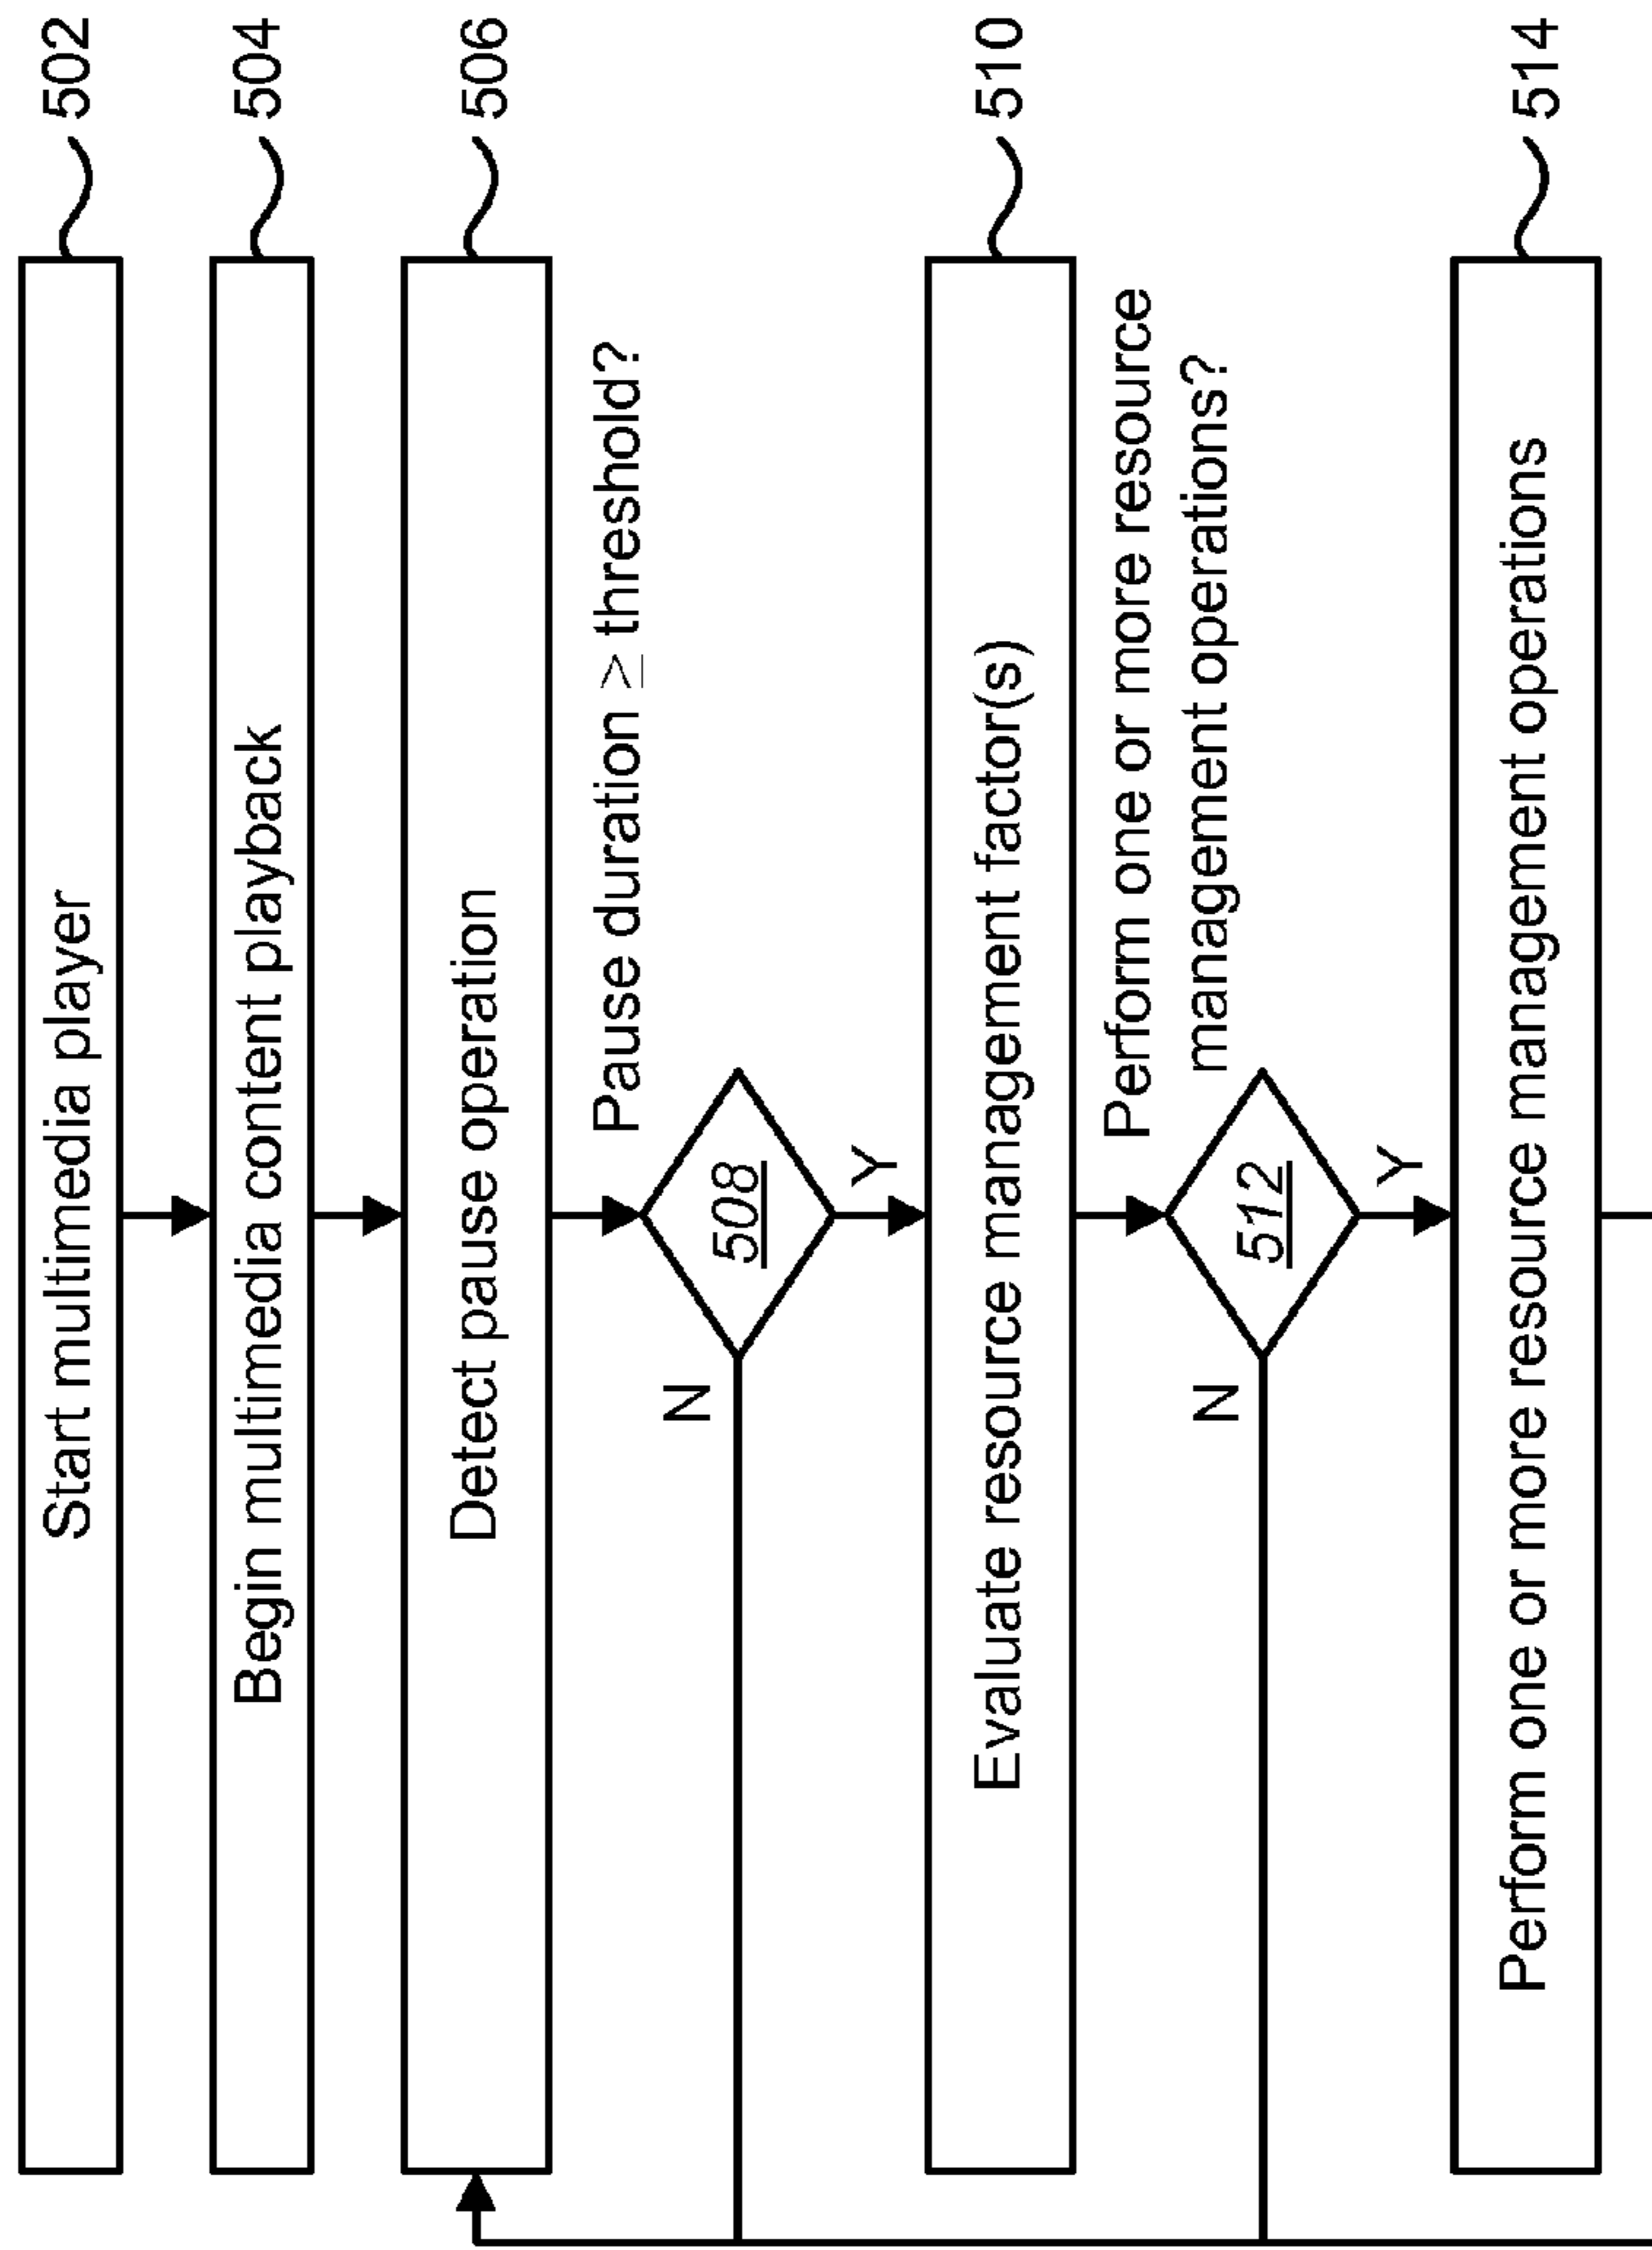 Start multimedia player
502
Begin multimedia content playback
504
Detect pause operation
506
Pause duration ≥ threshold?
508
N
Y
Evaluate resource management factor(s)
510
Perform one or more resource
management operations?
512
N
Y
Perform one or more resource management operations
514